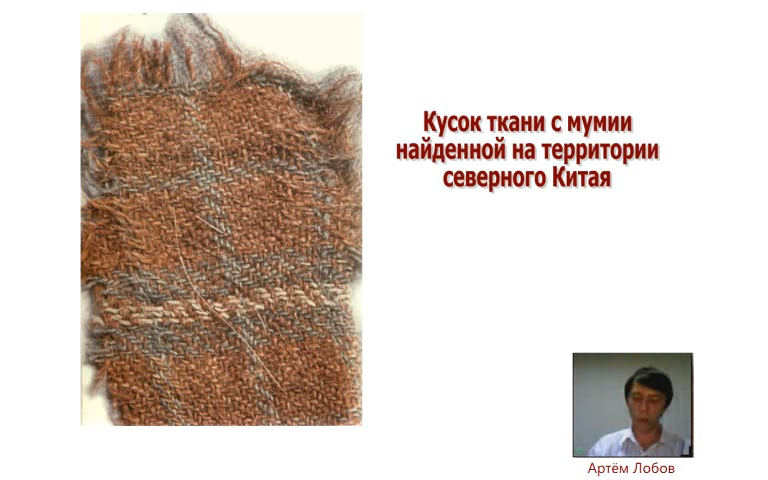 Кусок ткани с мумии
найденной на территории
северного Китая
Артём Лобов